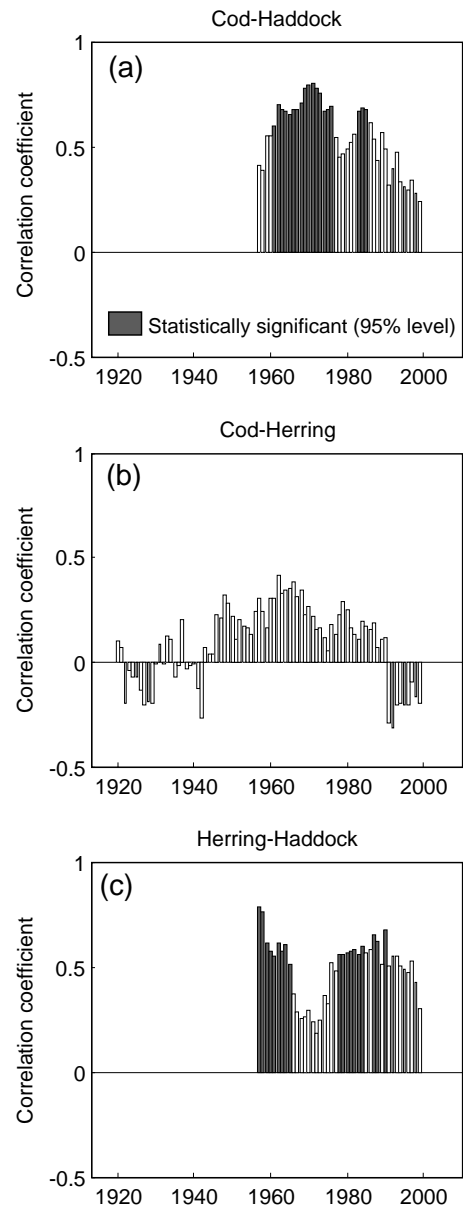 Cod-Haddock
(a)
1
0.5
0
-0.5
Correlation coefficient
Statistically significant (95% level)
1920 1940 1960 1980 2000
Cod-Herring
(b)
1
0.5
0
-0.5
Correlation coefficient
1920 1940 1960 1980 2000
Herring-Haddock
(c)
1
0.5
0
-0.5
Correlation coefficient
1920 1940 1960 1980 2000